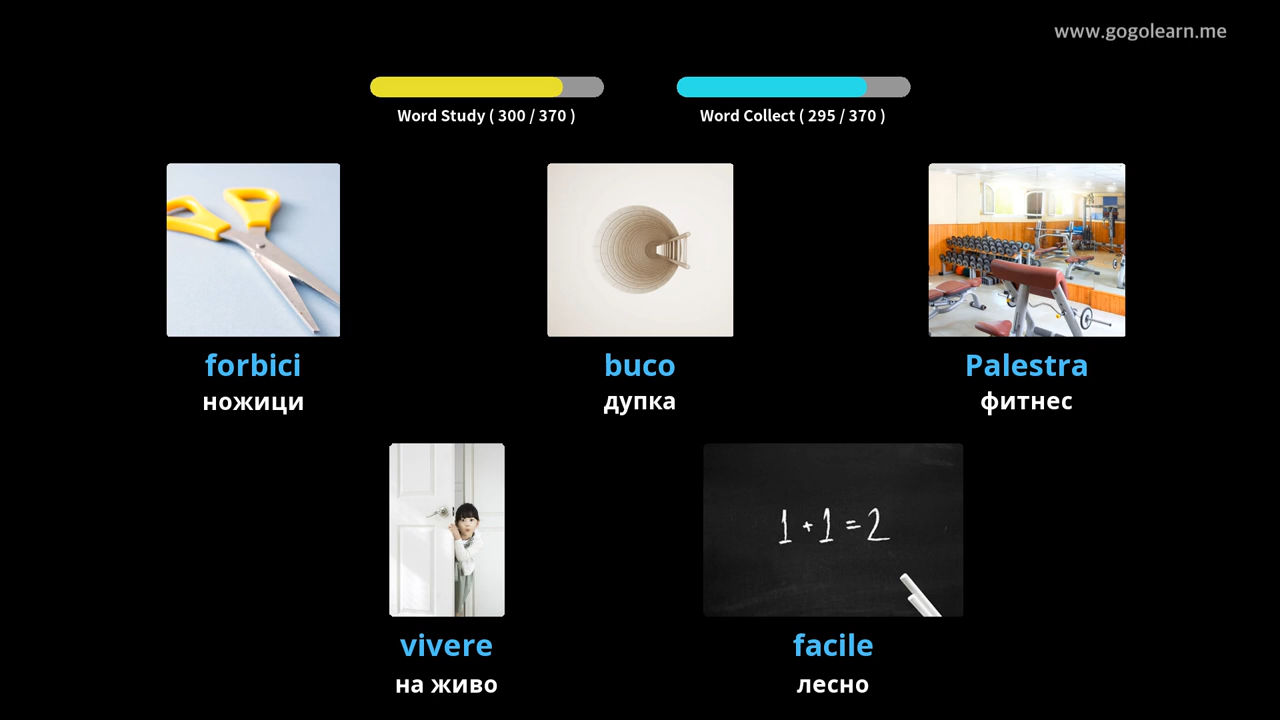 www.gogolearn.me
Word Study ( 300 / 370 )
Word Collect ( 295 / 370 )
forbici
ножици
buco
дупка
Palestra
фитнес
vivere
на живо
1 + 1 = 2
facile
лесно